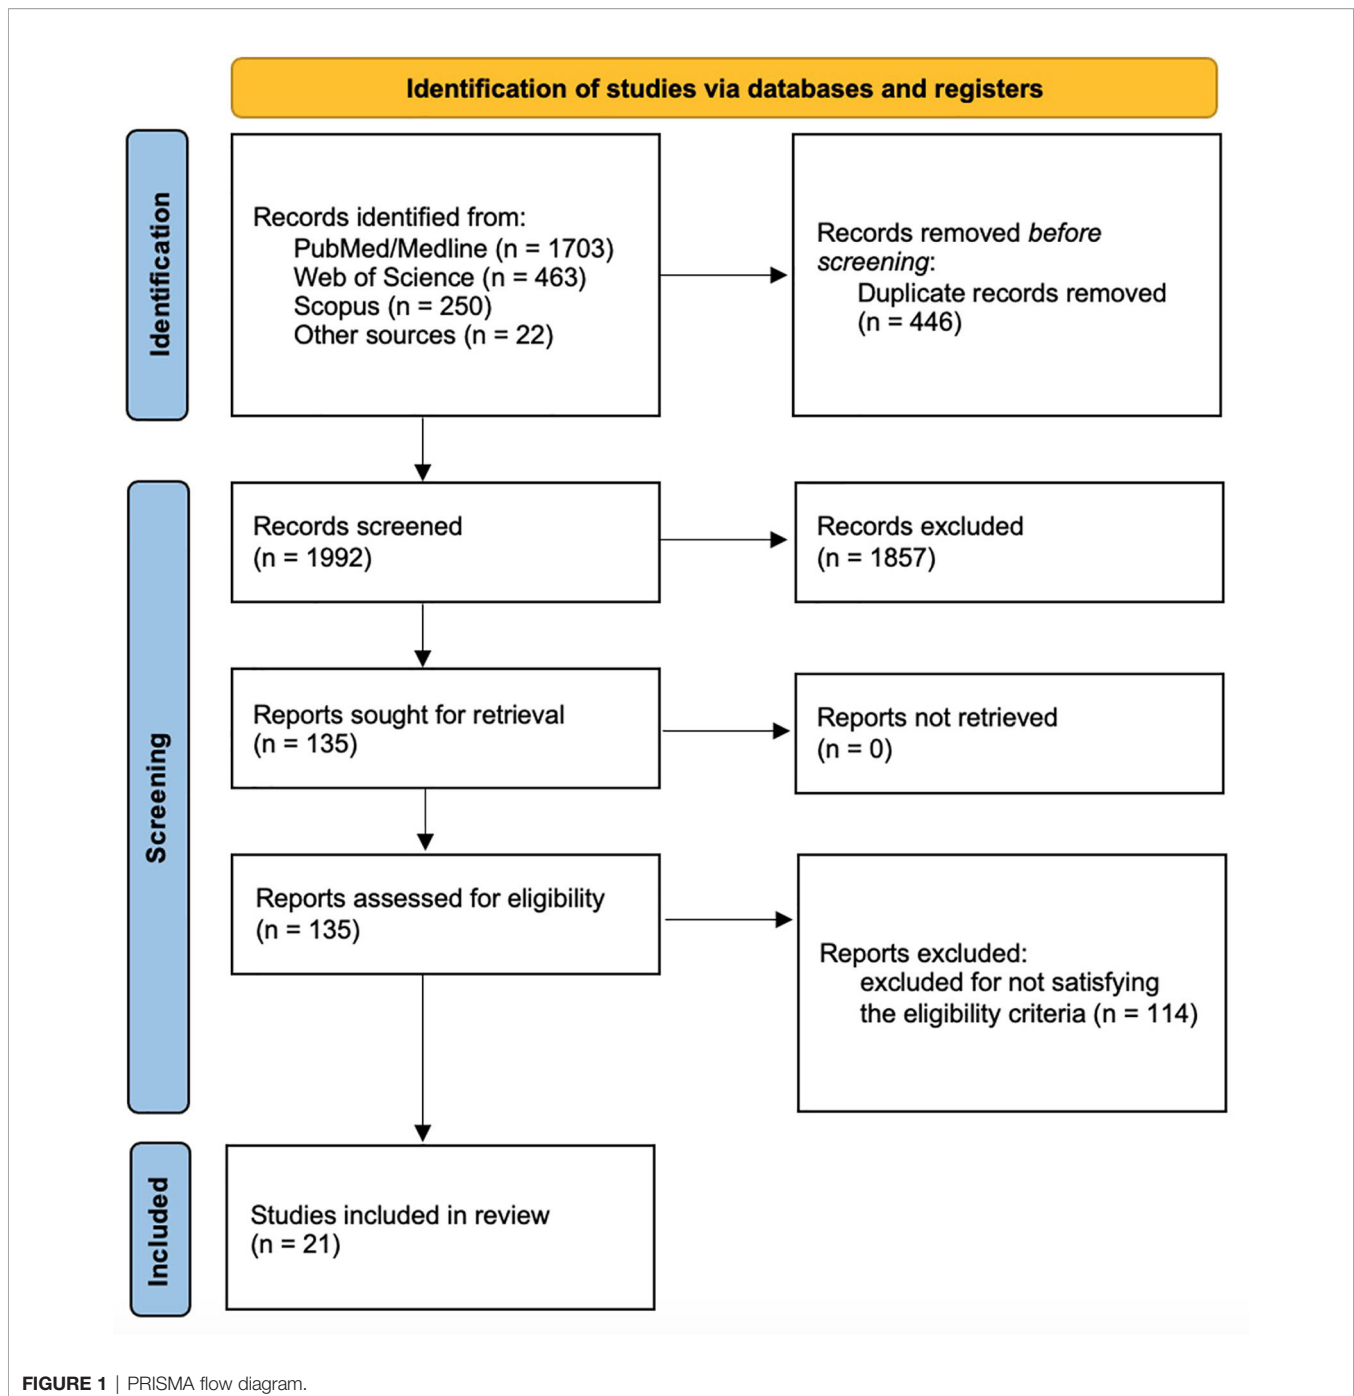 Identification of studies via databases and registers
Identification
Records identified from:
PubMed/Medline (n = 1703)
Web of Science (n = 463)
Scopus (n = 250)
Other sources (n = 22)
Records removed before
screening:
Duplicate records removed
(n = 446)
Screening
Records screened
(n = 1992)
Records excluded
(n = 1857)
Reports sought for retrieval
(n = 135)
Reports not retrieved
(n = 0)
Reports assessed for eligibility
(n = 135)
Reports excluded:
excluded for not satisfying
the eligibility criteria (n = 114)
Included
Studies included in review
(n = 21)
FIGURE 1 | PRISMA flow diagram.